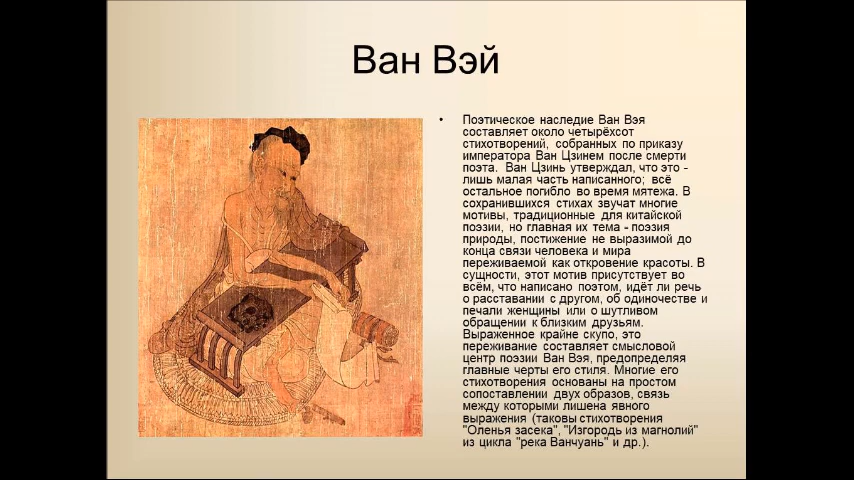 Ван Вэй
• Поэтическое наследие Ван Вэя
составляет около четырёхсот
стихотворений, собранных по приказу
императора Ван Цзинем после смерти
поэта. Ван Цзинь утверждал, что это -
лишь малая часть написанного; всё
остальное погибло во время мятежа. В
сохранившихся стихах звучат многие
мотивы, традиционные для китайской
поэзии, но главная их тема - поэзия
природы, постижение не выразимой до
конца связи человека и мира
переживаемой как откровение красоты. В
сущности, этот мотив присутствует во
всём, что написано поэтом, идёт ли речь
о расставании с другом, об одиночестве и
печали женщины или о шутливом
обращении к близким друзьям.
Выраженное крайне скупо, это
переживание составляет смысловой
центр поэзии Ван Вэя, предопределяя
главные черты его стиля. Многие его
стихотворения основаны на простом
сопоставлении двух образов, связь
между которыми лишена явного
выражения (таковы стихотворения
"Оленья засека", "Изгородь из магнолий"
из цикла "река Ванчуань" и др.).